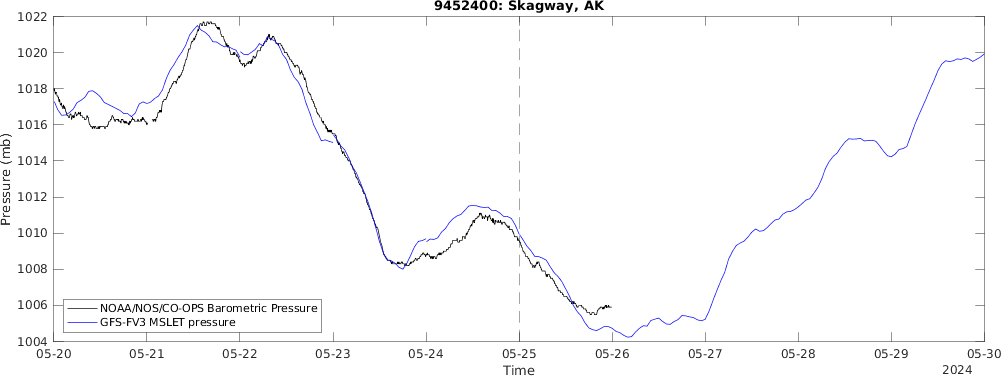 9452400: Skagway, AK
1022
1020
1018
1016
1014
1012
1010
1008
1006
1004
Pressure (mb)
NOAA/NOS/CO-OPS Barometric Pressure
GFS-FV3 MSLET pressure
05-20 05-21 05-22 05-23 05-24 05-25 05-26 05-27 05-28 05-29 05-30
Time
2024